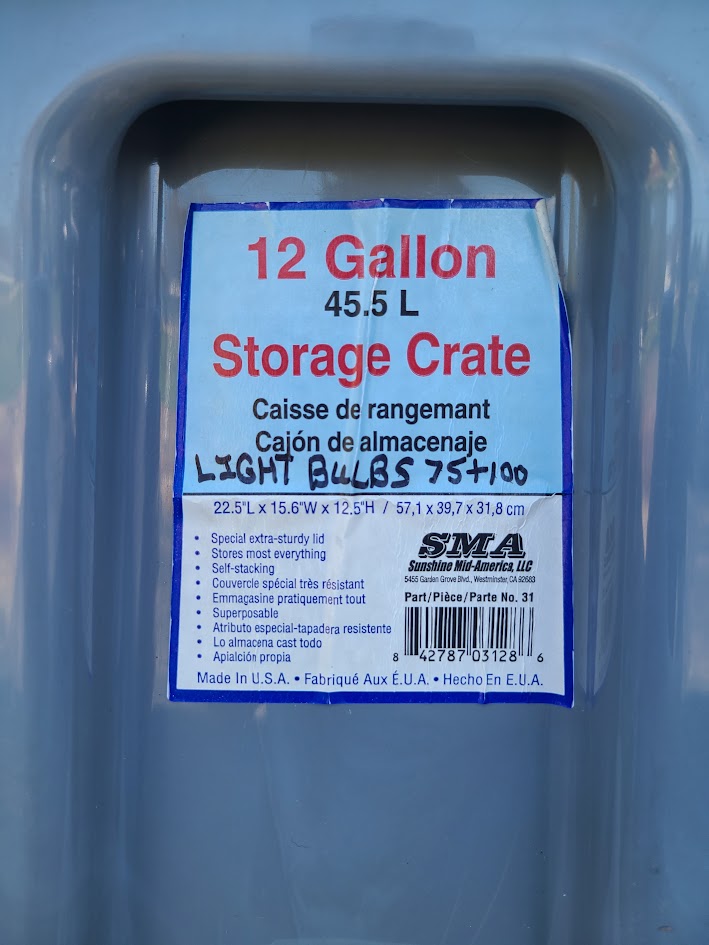 12 Gallon
45.5 L
Storage Crate
Caisse de rangemant
Cajón de almacenaje
LIGHT BULBS 75+100
22.5"L x 15.6"W x 12.5"H / 57,1 x 39,7 x 31,8 cm
• Special extra-sturdy lid
• Stores most everything
• Self-stacking
• Couvercle spécial très résistant
• Emmagasine pratiquement tout
• Superposable
• Atributo especial-tapadera resistente
• Lo almacena cast todo
• Apialción propia
SMA
Sunshine Mid-America, LLC
5455 Garden Grove Blvd., Westminster, CA 92683
Part/Pièce/Parte No. 31
8 42787 03128 6
Made In U.S.A. • Fabriqué Aux É.U.A. • Hecho En E.U.A.